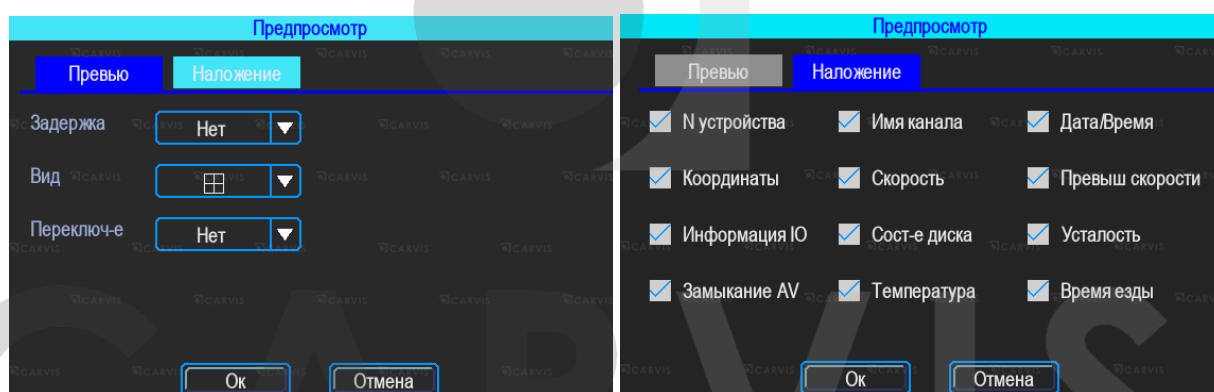 Предпросмотр
Превью Наложение
Задержка Нет
Вид
Переключ-е Нет
Ок Отмена
Предпросмотр
Превью Наложение
N устройства Имя канала Дата/Время
Координаты Скорость Превыш скорости
Информация IO Сост-е диска Усталость
Замыкание AV Температура Время езды
Ок Отмена
CARVIS